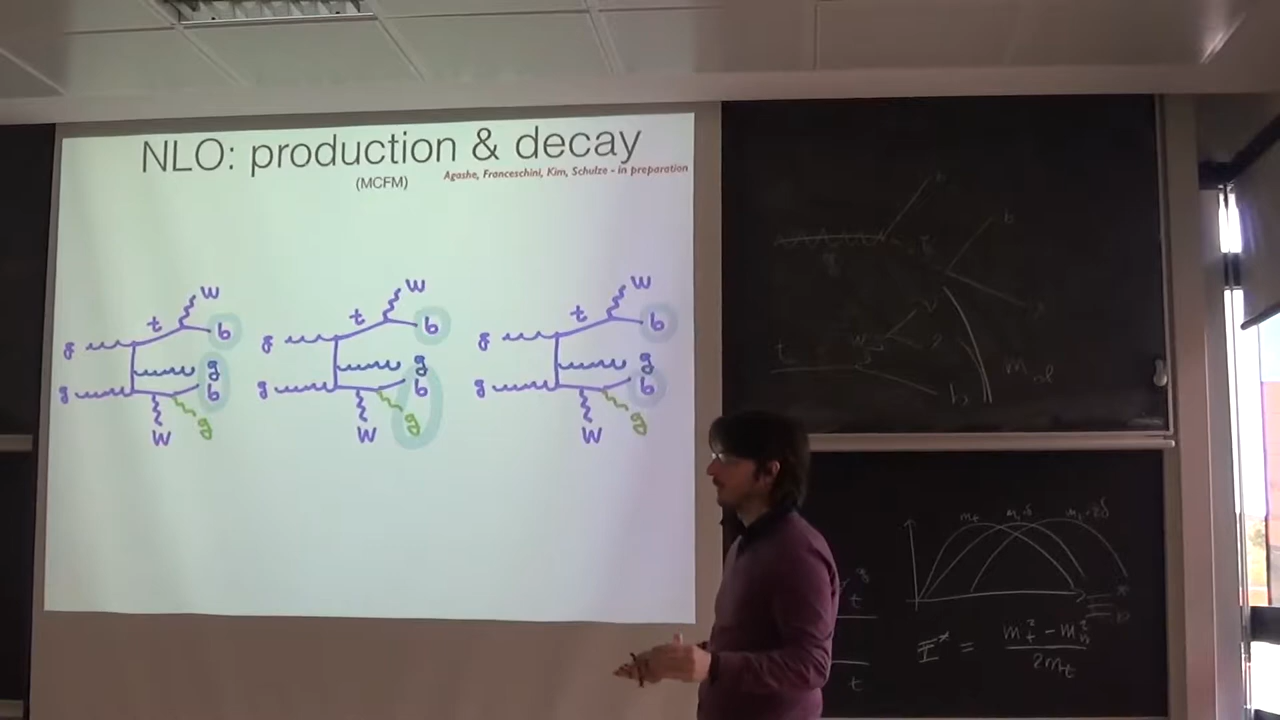 NLO: production & decay
(MCFM)
Agashe, Franceschini, Kim, Schulze - in preparation
w
t
b
g
g
g
b
w
g
w
t
b
g
g
g
b
w
g
w
t
b
g
g
g
b
w
g
b
t
b
m_t
E* = m_t² - m_w² / 2m_t
t
t